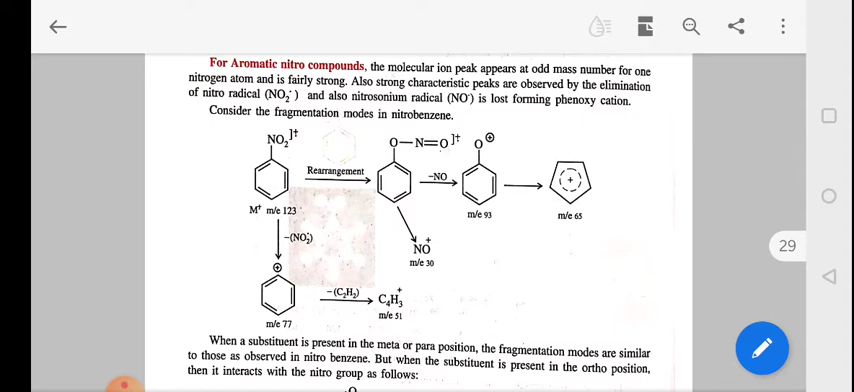 For Aromatic nitro compounds, the molecular ion peak appears at odd mass number for one
nitrogen atom and is fairly strong. Also strong characteristic peaks are observed by the elimination
of nitro radical (NO₂˙) and also nitrosonium radical (NO˙) is lost forming phenoxy cation.
Consider the fragmentation modes in nitrobenzene.
NO₂]⁺
Rearrangement
O—N=O]⁺
–NO
O⊕
+
M⁺ m/e 123
m/e 93
m/e 65
–(NO₂˙)
NO⁺
m/e 30
29
⊕
–(C₂H₂)
C₄H₃⁺
m/e 77
m/e 51
When a substituent is present in the meta or para position, the fragmentation modes are similar
to those as observed in nitro benzene. But when the substituent is present in the ortho position,
then it interacts with the nitro group as follows: